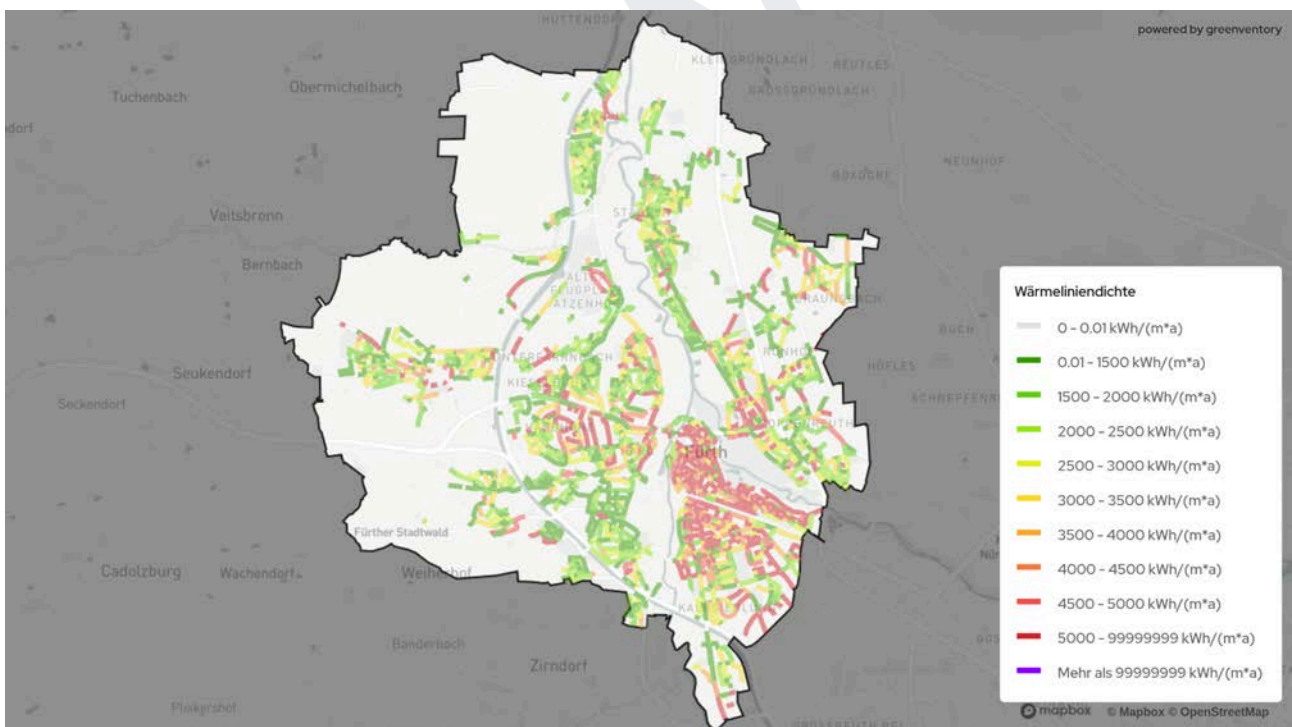 HÜTTENDORF
powered by greenventory
KLEINGRÜNDLACH
REUTLES
Tuchenbach
Obermichelbach
GROSSGRÜNDLACH
NEUNHOF
BOXDORF
Veitsbronn
Bernbach
Seukendorf
BUCH
HÖFLES
Fürth
Fürther Stadtwald
Cadolzburg
Wachendorf
Weiherhof
Banderbach
Zirndorf
Wärmeliniendichte
0 - 0.01 kWh/(m*a)
0.01 - 1500 kWh/(m*a)
1500 - 2000 kWh/(m*a)
2000 - 2500 kWh/(m*a)
2500 - 3000 kWh/(m*a)
3000 - 3500 kWh/(m*a)
3500 - 4000 kWh/(m*a)
4000 - 4500 kWh/(m*a)
4500 - 5000 kWh/(m*a)
5000 - 99999999 kWh/(m*a)
Mehr als 99999999 kWh/(m*a)
mapbox © Mapbox © OpenStreetMap